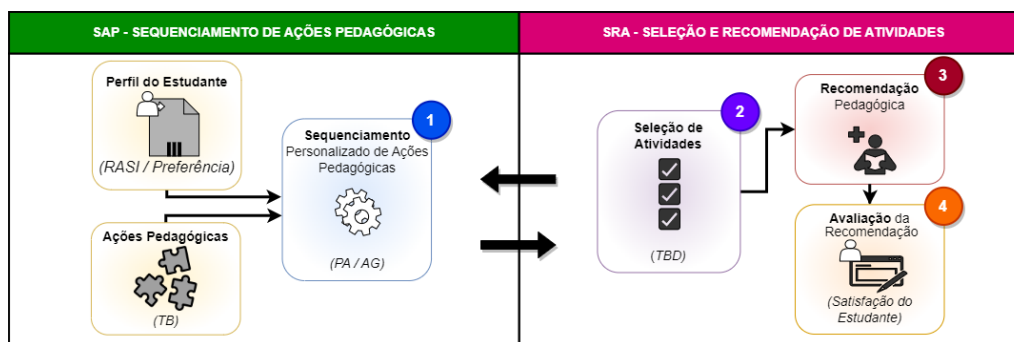 SAP - SEQUENCIAMENTO DE AÇÕES PEDAGÓGICAS
Perfil do Estudante
(RASI / Preferência)
Ações Pedagógicas
(TB)
1
Sequenciamento
Personalizado de Ações
Pedagógicas
(PA / AG)
SRA - SELEÇÃO E RECOMENDAÇÃO DE ATIVIDADES
2
Seleção de
Atividades
(TBD)
3
Recomendação
Pedagógica
4
Avaliação da
Recomendação
(Satisfação do
Estudante)